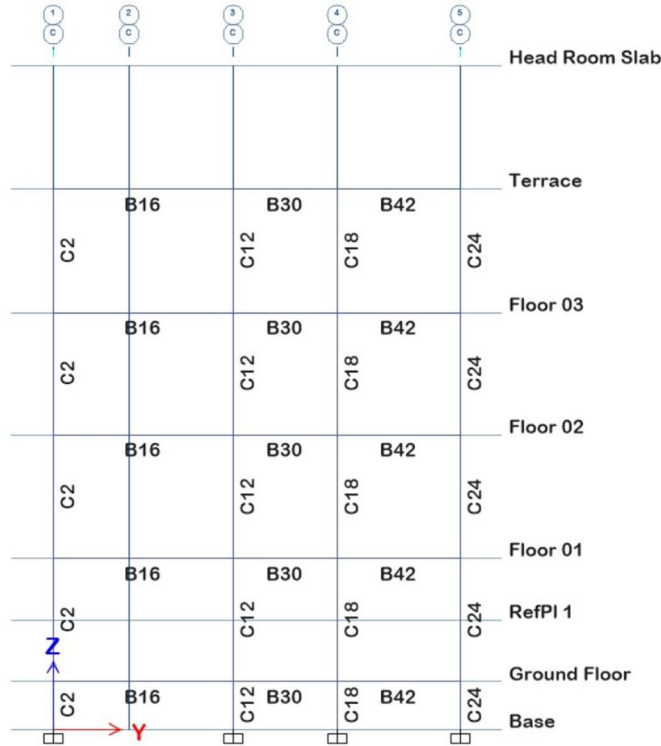 1 2 3 4 5
C C C C C
Head Room Slab
Terrace
B16 B30 B42
C2 C12 C18 C24
Floor 03
B16 B30 B42
C2 C12 C18 C24
Floor 02
B16 B30 B42
C2 C12 C18 C24
Floor 01
B16 B30 B42
C2 C12 C18 C24
RefPl 1
Z
Ground Floor
C2 B16 C12 B30 C18 B42 C24
Base
Y